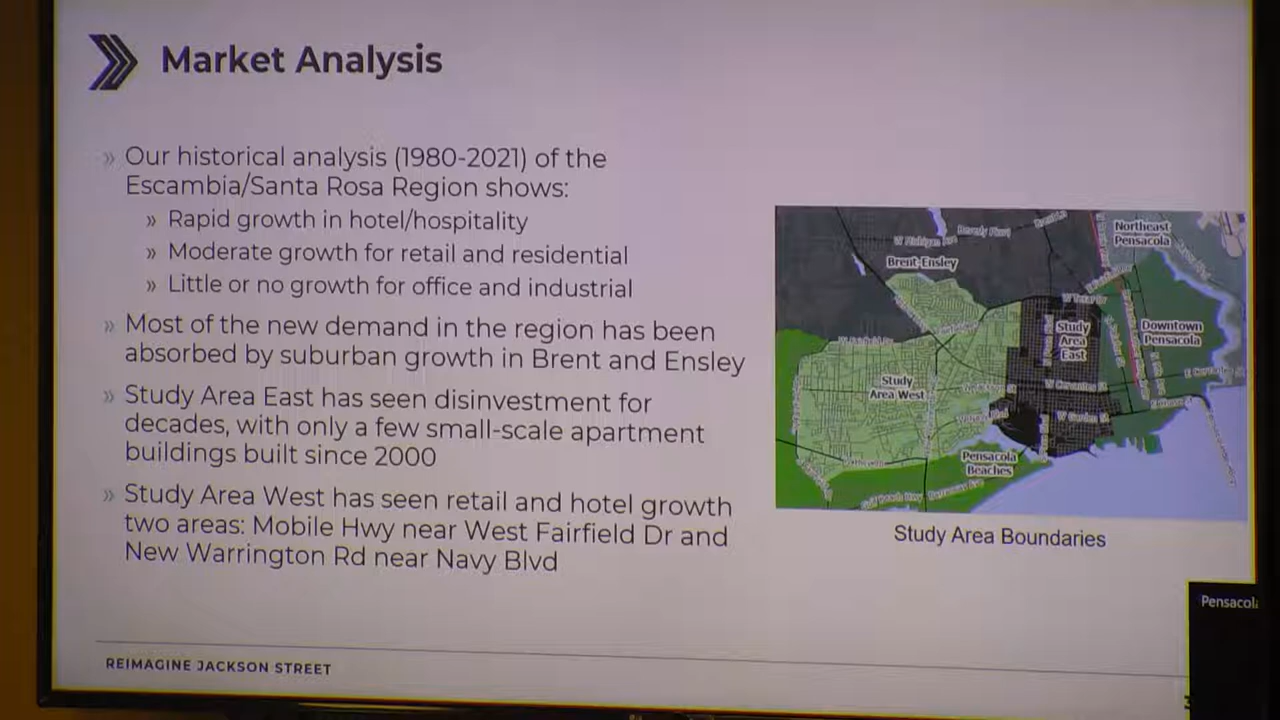 Market Analysis
» Our historical analysis (1980-2021) of the
Escambia/Santa Rosa Region shows:
» Rapid growth in hotel/hospitality
» Moderate growth for retail and residential
» Little or no growth for office and industrial
» Most of the new demand in the region has been
absorbed by suburban growth in Brent and Ensley
» Study Area East has seen disinvestment for
decades, with only a few small-scale apartment
buildings built since 2000
» Study Area West has seen retail and hotel growth
two areas: Mobile Hwy near West Fairfield Dr and
New Warrington Rd near Navy Blvd
Northeast
Pensacola
Brent-Ensley
Study
Area
East
Downtown
Pensacola
Study
Area West
Pensacola
Beaches
Study Area Boundaries
Pensacola
REIMAGINE JACKSON STREET